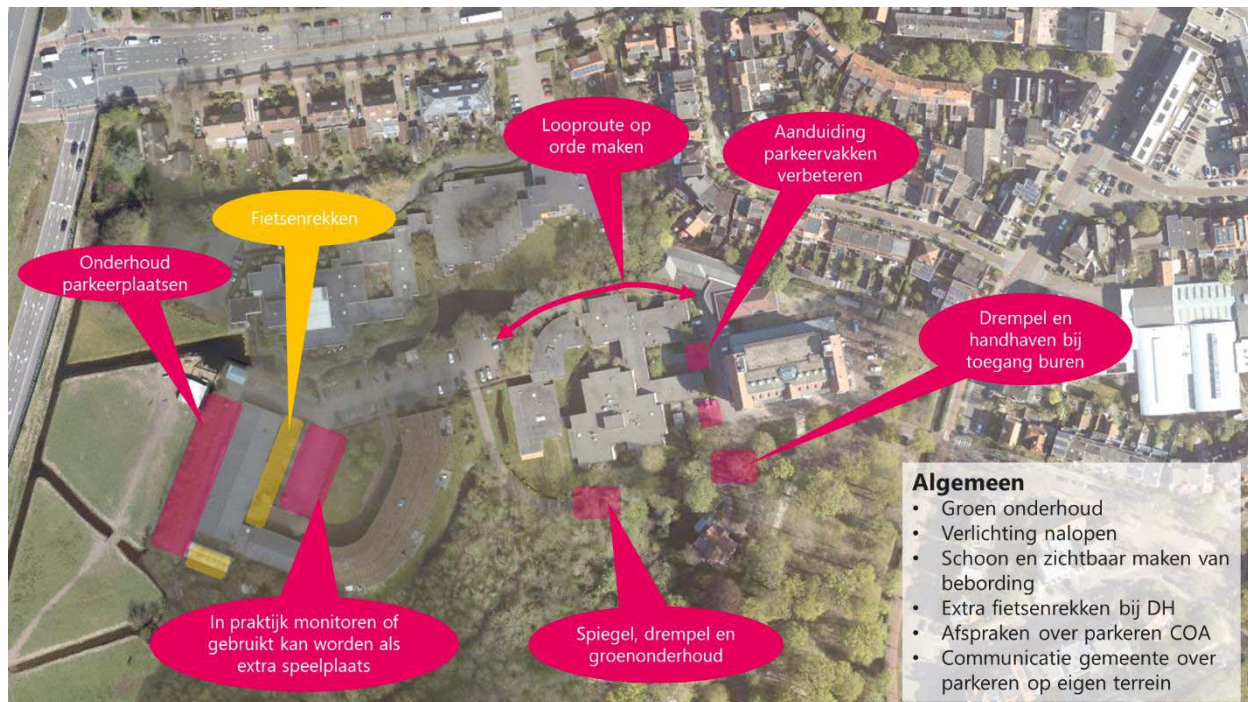 Looproute op
orde maken
Aanduiding
parkeervakken
verbeteren
Fietsenrekken
Onderhoud
parkeerplaatsen
Drempel en
handhaven bij
toegang buren
In praktijk monitoren of
gebruikt kan worden als
extra speelplaats
Spiegel, drempel en
groenonderhoud
Algemeen
• Groen onderhoud
• Verlichting nalopen
• Schoon en zichtbaar maken van
bebording
• Extra fietsenrekken bij DH
• Afspraken over parkeren COA
• Communicatie gemeente over
parkeren op eigen terrein